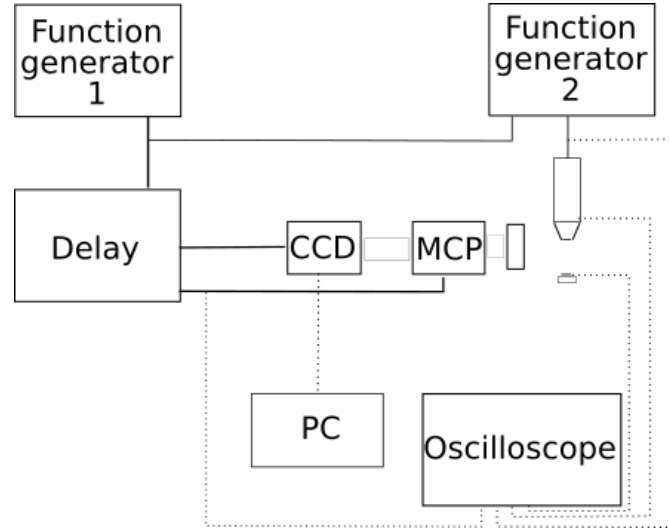 Function
generator
1
Function
generator
2
Delay
CCD
MCP
PC
Oscilloscope